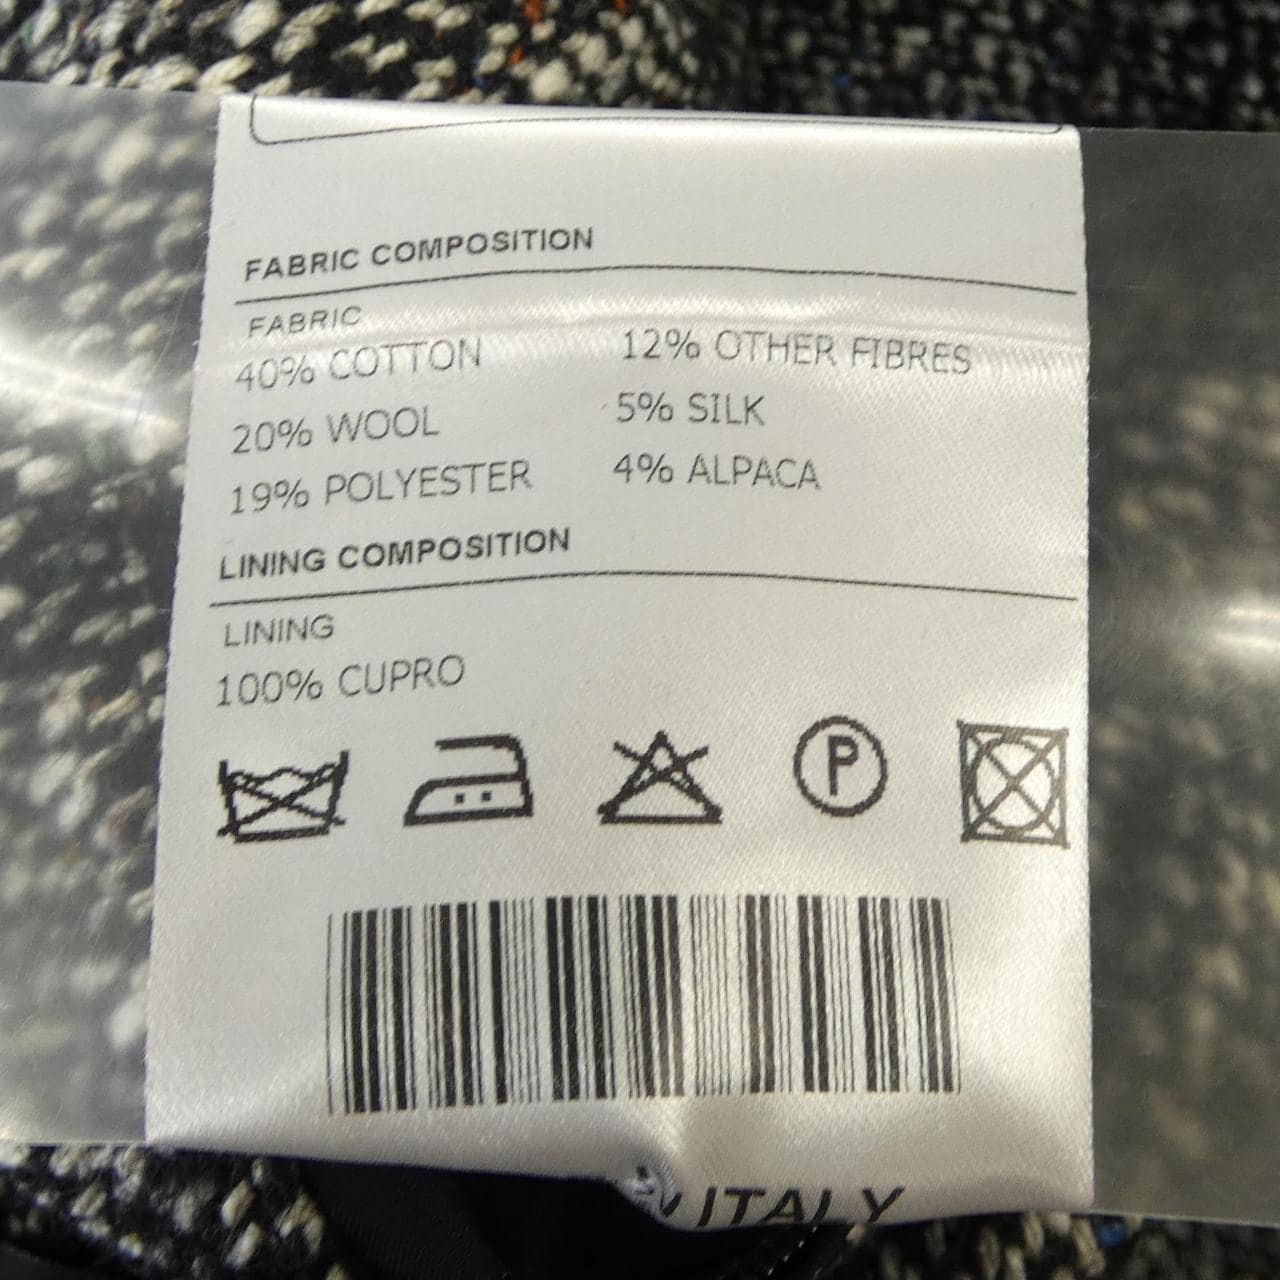 FABRIC COMPOSITION
FABRIC
40% COTTON
20% WOOL
19% POLYESTER
12% OTHER FIBRES
5% SILK
4% ALPACA
LINING COMPOSITION
LINING
100% CUPRO
P
ITALY